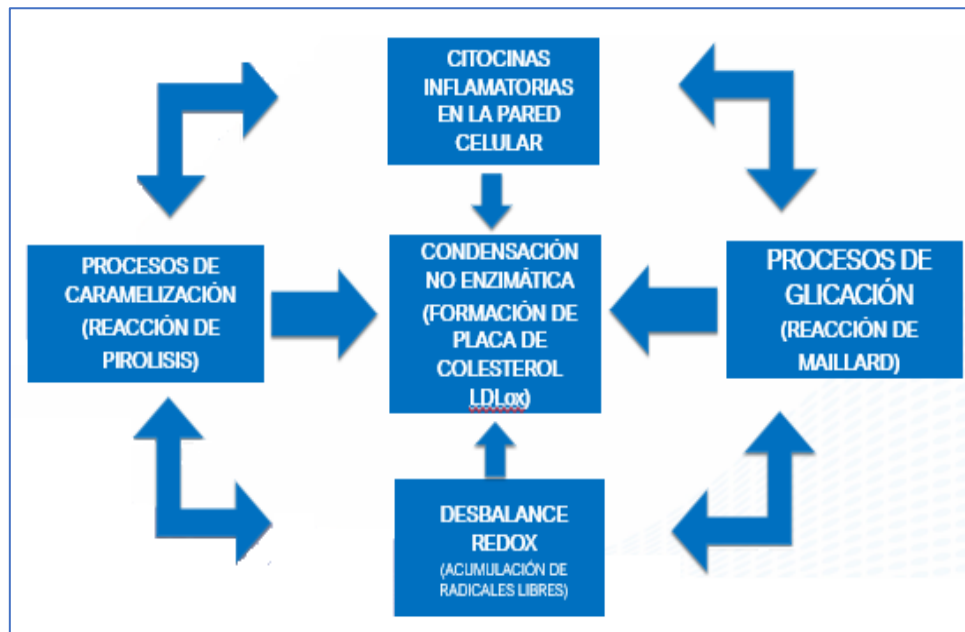 CITOCINAS
INFLAMATORIAS
EN LA PARED
CELULAR
PROCESOS DE
CARAMELIZACIÓN
(REACCIÓN DE
PIROLISIS)
CONDENSACIÓN
NO ENZIMÁTICA
(FORMACIÓN DE
PLACA DE
COLESTEROL
LDLox)
PROCESOS DE
GLICACIÓN
(REACCIÓN DE
MAILLARD)
DESBALANCE
REDOX
(ACUMULACIÓN DE
RADICALES LIBRES)